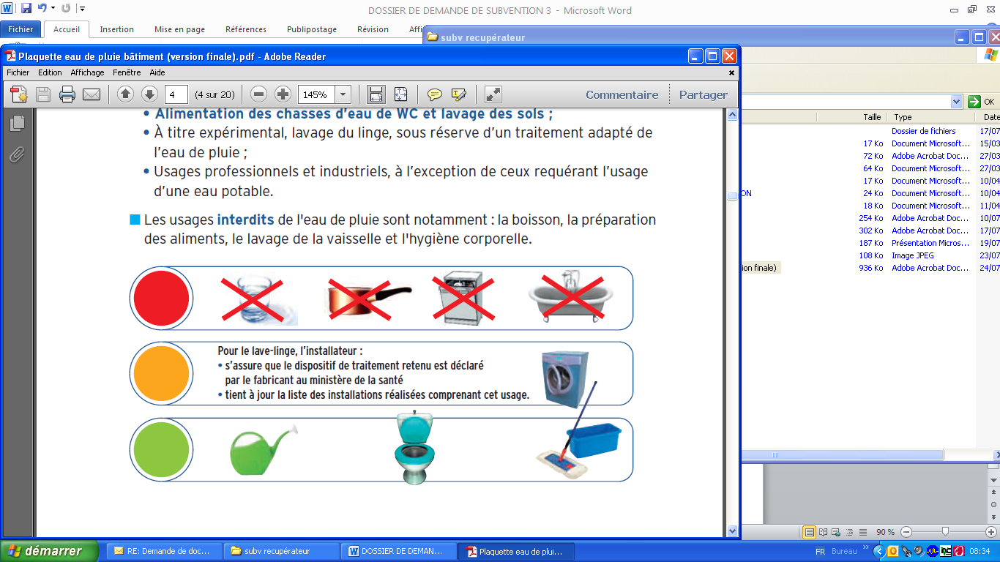 DOSSIER DE DEMANDE DE SUBVENTION 3 - Microsoft Word
Fichier Accueil Insertion Mise en page Références Publipostage Révision Affi
subv recupérateur
Plaquette eau de pluie bâtiment (version finale).pdf - Adobe Reader
Fichier Edition Affichage Fenêtre Aide
4 (4 sur 20) 145% Commentaire Partager
• Alimentation des chasses d'eau de WC et lavage des sols ;
• À titre expérimental, lavage du linge, sous réserve d'un traitement adapté de
l'eau de pluie ;
• Usages professionnels et industriels, à l'exception de ceux requérant l'usage
d'une eau potable.
Les usages interdits de l'eau de pluie sont notamment : la boisson, la préparation
des aliments, le lavage de la vaisselle et l'hygiène corporelle.
Pour le lave-linge, l'installateur :
• s'assure que le dispositif de traitement retenu est déclaré
par le fabricant au ministère de la santé
• tient à jour la liste des installations réalisées comprenant cet usage.
OK
Taille Type Date
Dossier de fichiers 17/07
17 Ko Document Microsoft... 15/03
72 Ko Adobe Acrobat Doc... 27/03
64 Ko Document Microsoft... 27/03
17 Ko Document Microsoft... 10/04
ON 24 Ko Document Microsoft... 10/04
18 Ko Document Microsoft... 11/04
254 Ko Adobe Acrobat Doc... 10/07
302 Ko Adobe Acrobat Doc... 17/07
187 Ko Présentation Micros... 19/07
108 Ko Image JPEG 23/07
ion finale) 936 Ko Adobe Acrobat Doc... 24/07
90 %
démarrer RE: Demande de doc... subv recupérateur DOSSIER DE DEMAN... Plaquette eau de plui... FR Bureau 08:34